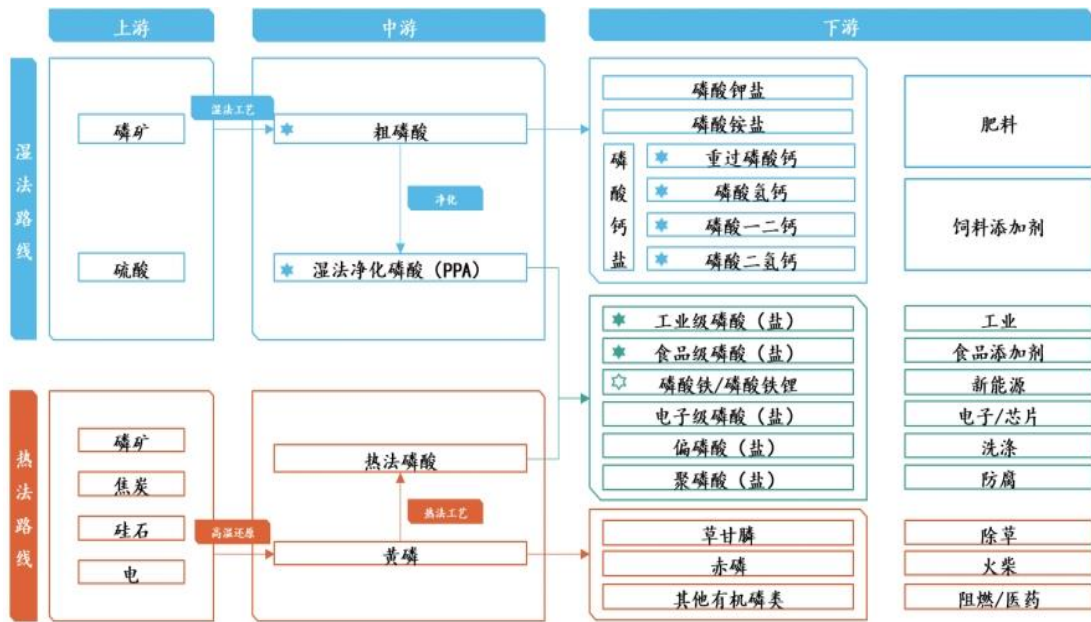 上游
中游
下游
湿法路线
磷矿
硫酸
湿法工艺
粗磷酸
净化
湿法净化磷酸（PPA）
磷酸钾盐
磷酸铵盐
磷酸钙盐
重过磷酸钙
磷酸氢钙
磷酸一二钙
磷酸二氢钙
肥料
饲料添加剂
工业级磷酸（盐）
食品级磷酸（盐）
磷酸铁/磷酸铁锂
电子级磷酸（盐）
偏磷酸（盐）
聚磷酸（盐）
工业
食品添加剂
新能源
电子/芯片
洗涤
防腐
热法路线
磷矿
焦炭
硅石
电
高温还原
热法磷酸
热法工艺
黄磷
草甘膦
赤磷
其他有机磷类
除草
火柴
阻燃/医药